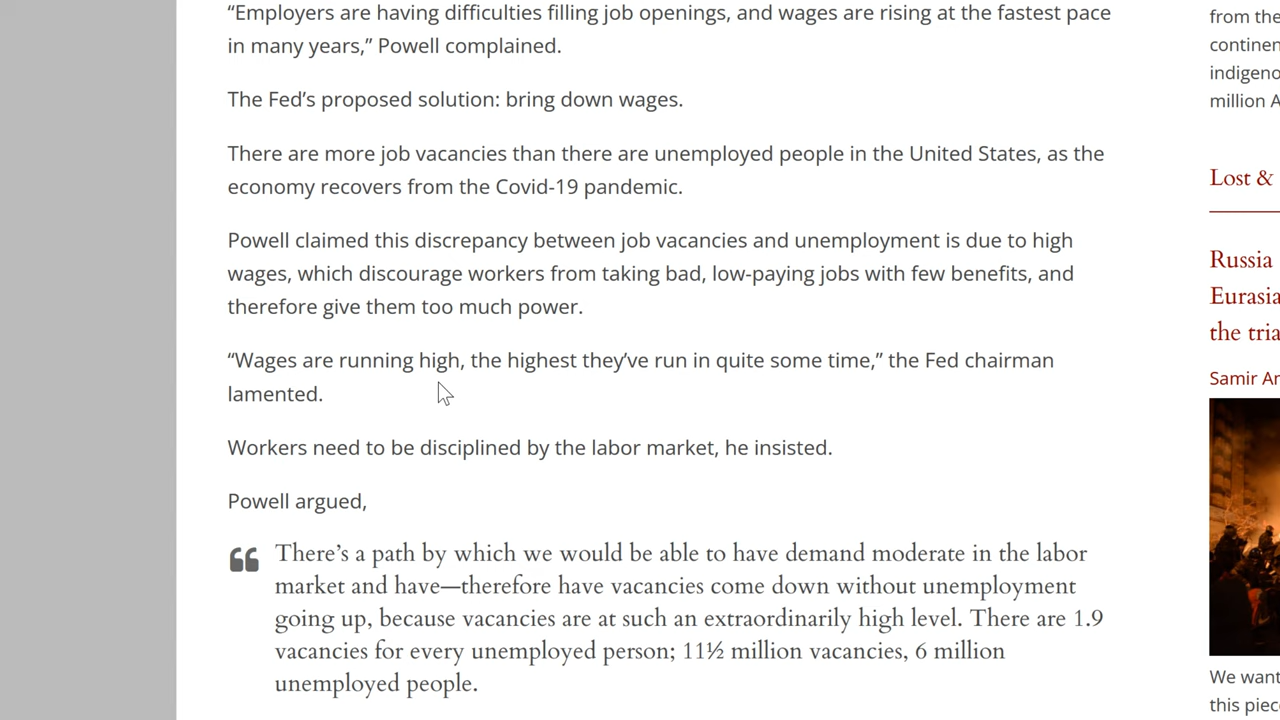 “Employers are having difficulties filling job openings, and wages are rising at the fastest pace
in many years,” Powell complained.
The Fed’s proposed solution: bring down wages.
There are more job vacancies than there are unemployed people in the United States, as the
economy recovers from the Covid-19 pandemic.
Powell claimed this discrepancy between job vacancies and unemployment is due to high
wages, which discourage workers from taking bad, low-paying jobs with few benefits, and
therefore give them too much power.
“Wages are running high, the highest they’ve run in quite some time,” the Fed chairman
lamented.
Workers need to be disciplined by the labor market, he insisted.
Powell argued,
“ There’s a path by which we would be able to have demand moderate in the labor
market and have—therefore have vacancies come down without unemployment
going up, because vacancies are at such an extraordinarily high level. There are 1.9
vacancies for every unemployed person; 11½ million vacancies, 6 million
unemployed people.
from the
continen
indigeno
million A
Lost &
Russia
Eurasia
the tria
Samir Ar
We want
this piec